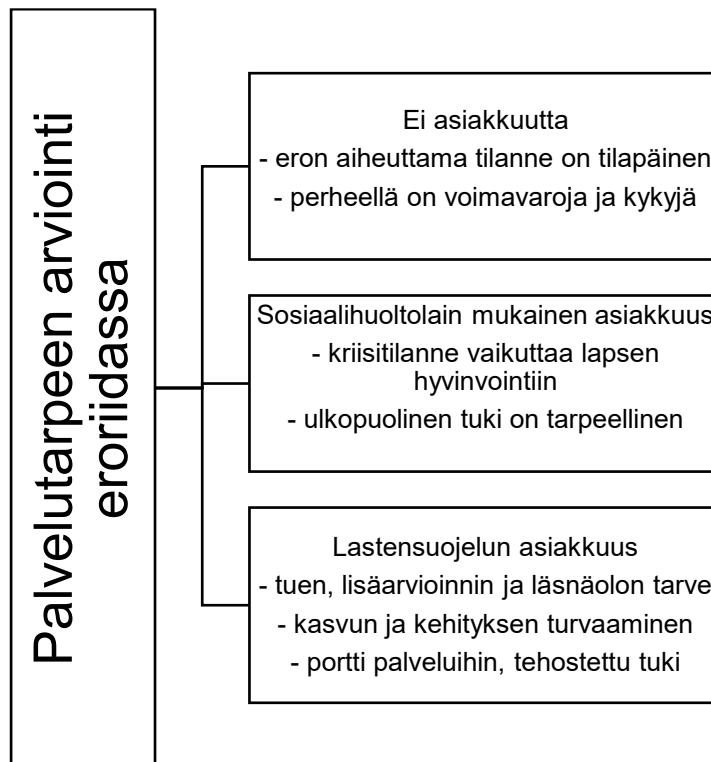 Palvelutarpeen arviointi
eroriidassa
Ei asiakkuutta
- eron aiheuttama tilanne on tilapäinen
- perheellä on voimavaroja ja kykyjä
Sosiaalihuoltolain mukainen asiakkuus
- kriisitilanne vaikuttaa lapsen
hyvinvointiin
- ulkopuolinen tuki on tarpeellinen
Lastensuojelun asiakkuus
- tuen, lisäarvioinnin ja läsnäolon tarve
- kasvun ja kehityksen turvaaminen
- portti palveluihin, tehostettu tuki